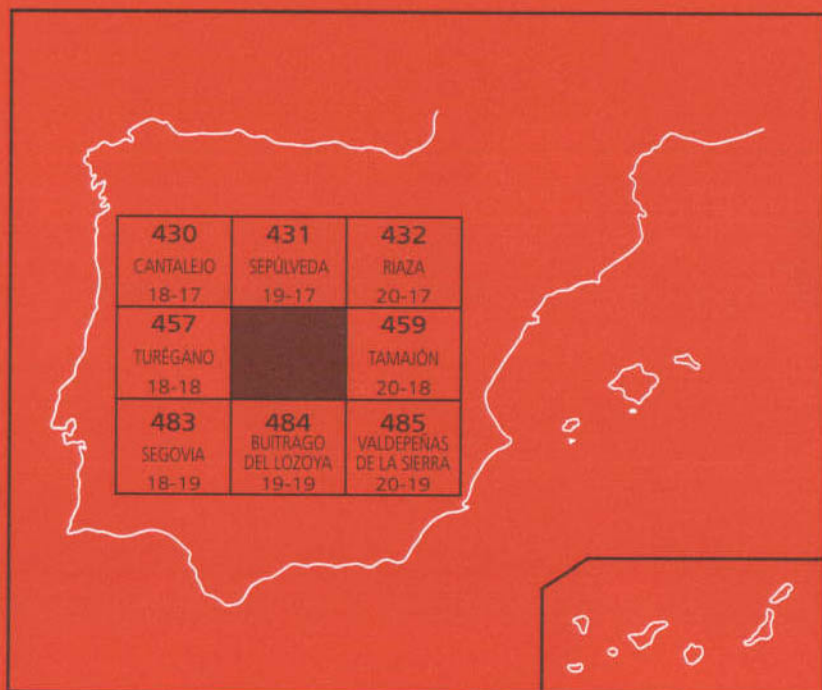 430
CANTALEJO
18-17
431
SEPÚLVEDA
19-17
432
RIAZA
20-17
457
TURÉGANO
18-18
459
TAMAJÓN
20-18
483
SEGOVIA
18-19
484
BUITRAGO
DEL LOZOYA
19-19
485
VALDEPEÑAS
DE LA SIERRA
20-19